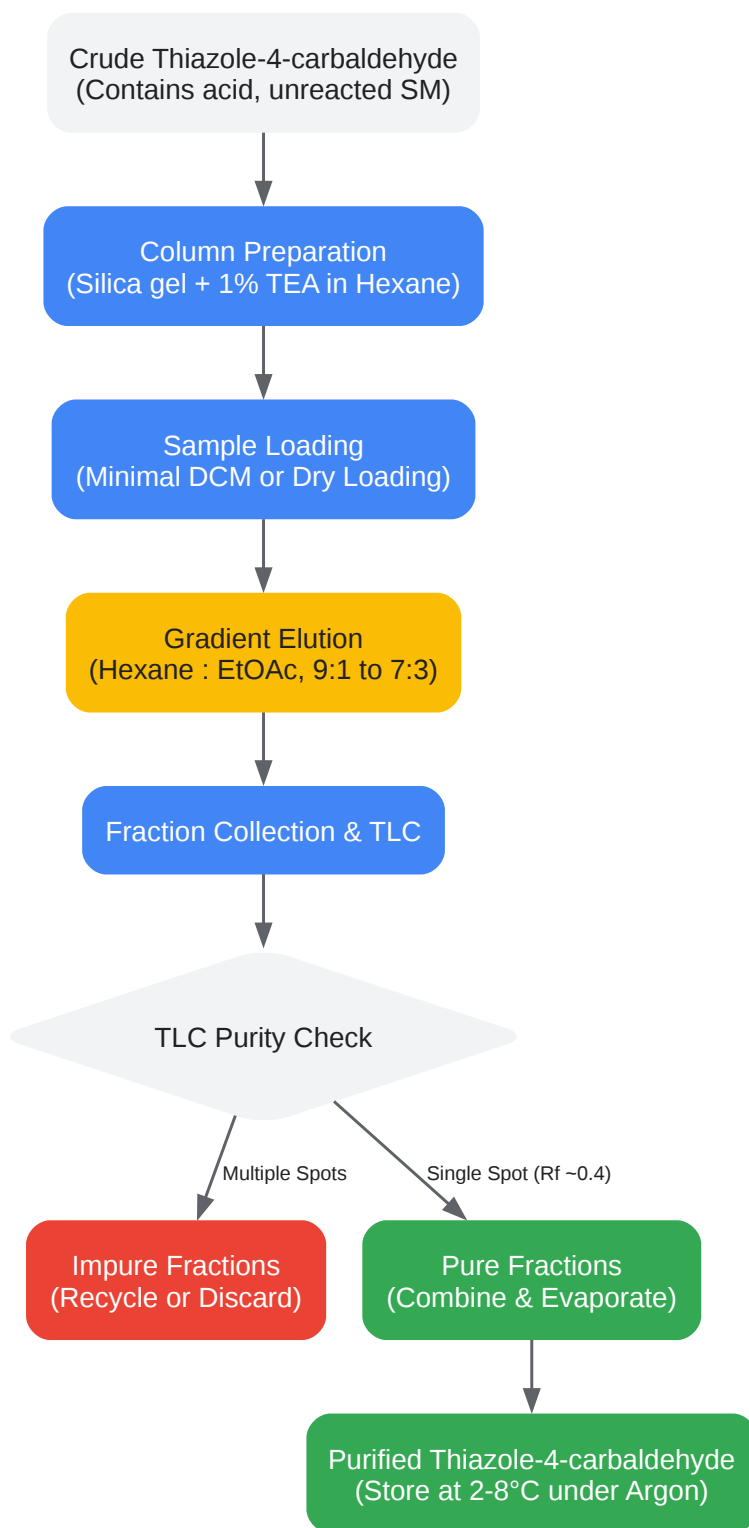 Crude Thiazole-4-carbaldehyde
(Contains acid, unreacted SM)
Column Preparation
(Silica gel + 1% TEA in Hexane)
Sample Loading
(Minimal DCM or Dry Loading)
Gradient Elution
(Hexane : EtOAc, 9:1 to 7:3)
Fraction Collection & TLC
TLC Purity Check
Multiple Spots
Single Spot (Rf ~0.4)
Impure Fractions
(Recycle or Discard)
Pure Fractions
(Combine & Evaporate)
Purified Thiazole-4-carbaldehyde
(Store at 2-8°C under Argon)